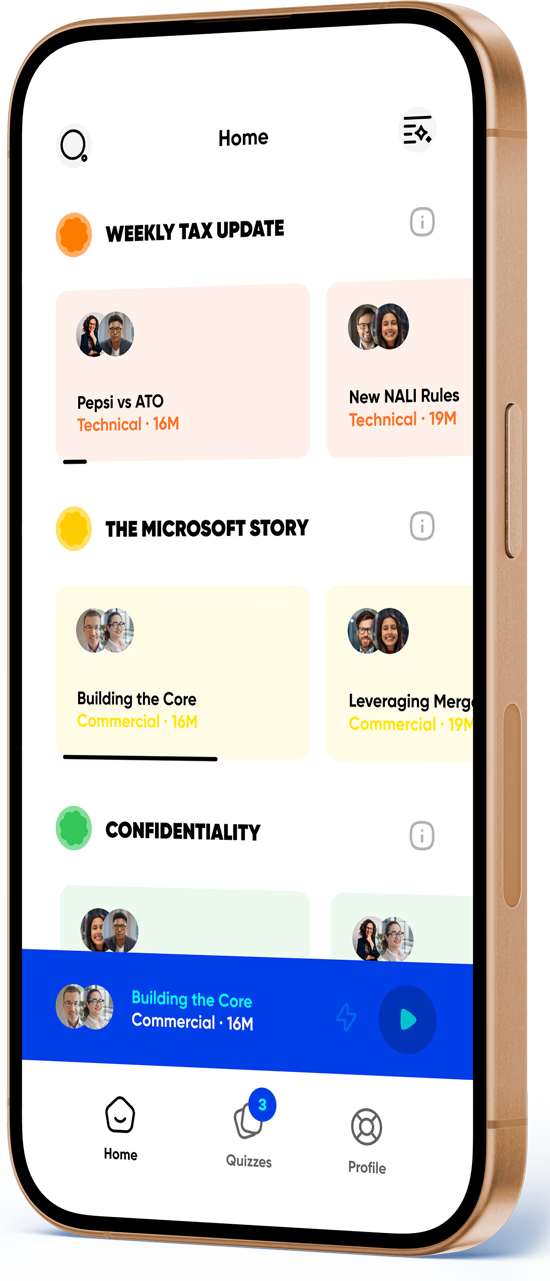 Home
WEEKLY TAX UPDATE
Pepsi vs ATO
Technical · 16M
New NALI Rules
Technical · 19M
THE MICROSOFT STORY
Building the Core
Commercial · 16M
Leveraging Merge
Commercial · 19M
CONFIDENTIALITY
Building the Core
Commercial · 16M
3
Home
Quizzes
Profile